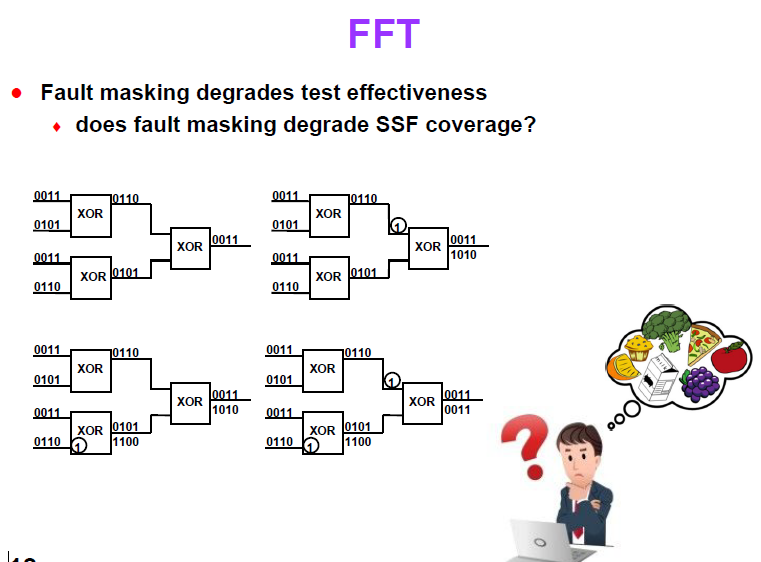 FFT
Fault masking degrades test effectiveness
does fault masking degrade SSF coverage?
0011
0101
XOR
0110
0011
0110
XOR
0101
XOR
0011
0011
0101
XOR
0110
0011
0110
XOR
0101
1
XOR
0011
1010
0011
0101
XOR
0110
0011
0110
XOR
1
0101
1100
XOR
0011
1010
0011
0101
XOR
0110
0011
0110
XOR
1
0101
1100
1
XOR
0011
0011
?